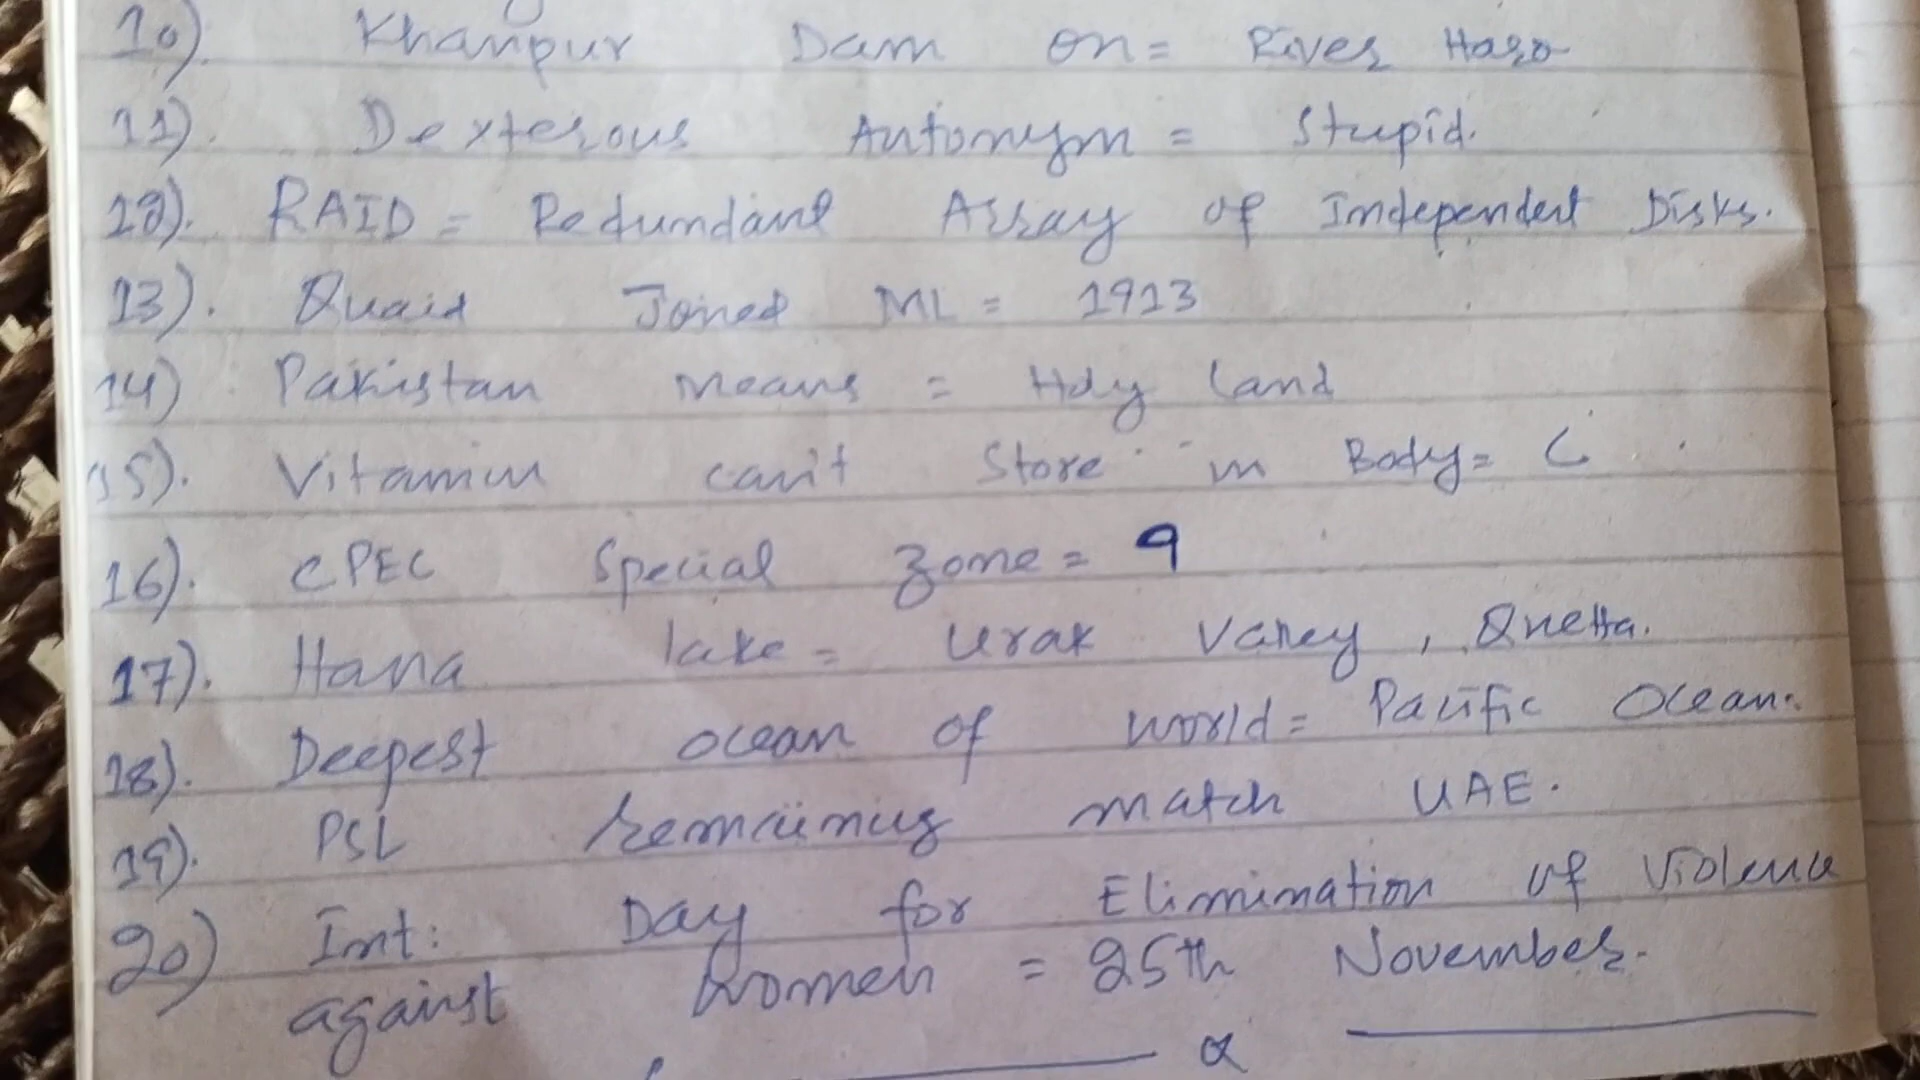 10). Khanpur Dam on = River Haro
11). Dexterous Antonym = Stupid.
12). RAID = Redundant Array of Independent Disks.
13). Quaid Joined ML = 1913
14) Pakistan means = Holy Land
15). Vitamin can't Store in Body = C
16). CPEC Special Zone = 9
17). Hana lake = Urak Valley, Quetta.
18). Deepest ocean of world = Pacific Ocean.
19). PSL remaining match UAE.
20) Int: Day for Elimination of Violence
against Women = 25th November.